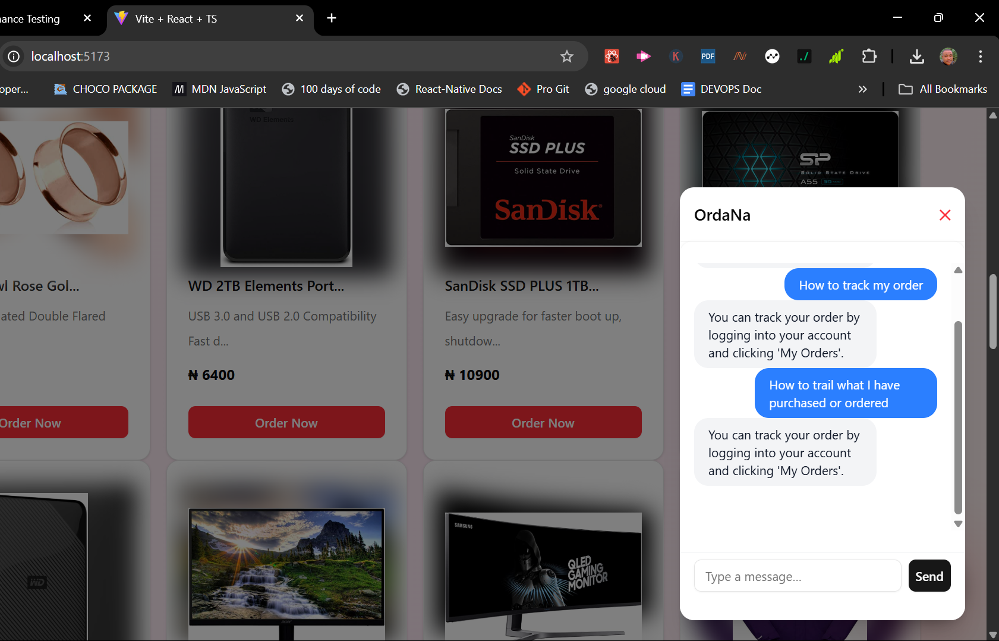 ance Testing
Vite + React + TS
localhost:5173
PDF
oper...
CHOCO PACKAGE
MDN JavaScript
100 days of code
React-Native Docs
Pro Git
google cloud
DEVOPS Doc
All Bookmarks
WD Elements
SanDisk
SSD PLUS
Solid State Drive
SanDisk
SP
SOLID STATE DRIVE
A55
l Rose Gol...
ated Double Flared
Order Now
WD 2TB Elements Port...
USB 3.0 and USB 2.0 Compatibility
Fast d...
₦ 6400
Order Now
SanDisk SSD PLUS 1TB...
Easy upgrade for faster boot up,
shutdow...
₦ 10900
Order Now
WD
acer
SAMSUNG
QLED
GAMING
MONITOR
OrdaNa
How to track my order
You can track your order by
logging into your account
and clicking 'My Orders'.
How to trail what I have
purchased or ordered
You can track your order by
logging into your account
and clicking 'My Orders'.
Type a message...
Send